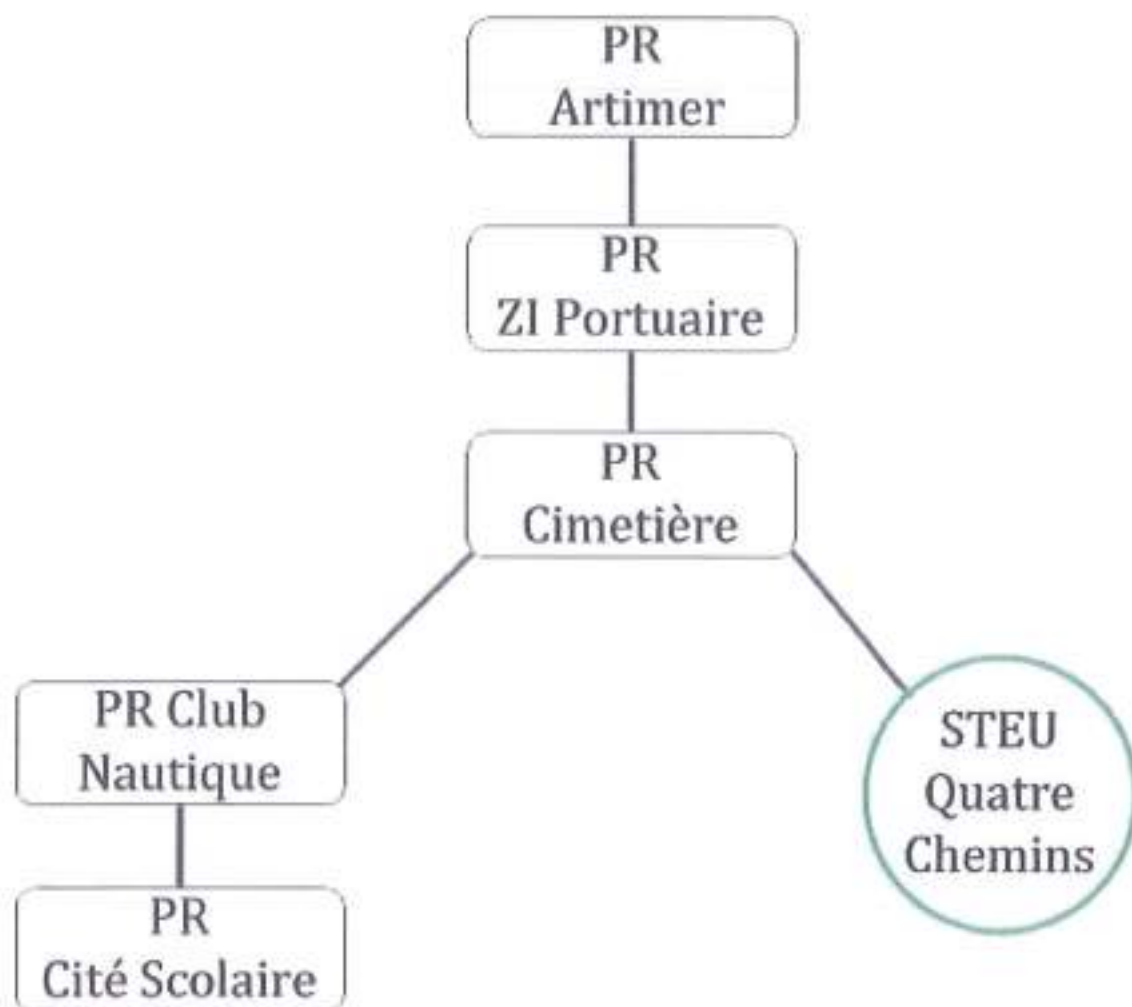 PR
Artimer
PR
ZI Portuaire
PR
Cimetière
PR Club
Nautique
STEU
Quatre
Chemins
PR
Cité Scolaire